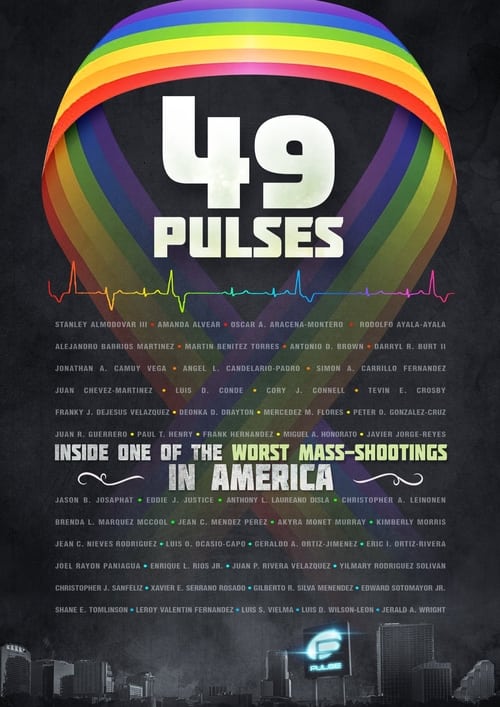 49
PULSES
STANLEY ALMODOVAR III • AMANDA ALVEAR • OSCAR A. ARACENA-MONTERO • RODOLFO AYALA-AYALA
ALEJANDRO BARRIOS MARTINEZ • MARTIN BENITEZ TORRES • ANTONIO D. BROWN • DARRYL R. BURT II
JONATHAN A. CAMUY VEGA • ANGEL L. CANDELARIO-PADRO • SIMON A. CARRILLO FERNANDEZ
JUAN CHEVEZ-MARTINEZ • LUIS D. CONDE • CORY J. CONNELL • TEVIN E. CROSBY
FRANKY J. DEJESUS VELAZQUEZ • DEONKA D. DRAYTON • MERCEDEZ M. FLORES • PETER O. GONZALEZ-CRUZ
JUAN R. GUERRERO • PAUL T. HENRY • FRANK HERNANDEZ • MIGUEL A. HONORATO • JAVIER JORGE-REYES
INSIDE ONE OF THE WORST MASS-SHOOTINGS
IN AMERICA
JASON B. JOSAPHAT • EDDIE J. JUSTICE • ANTHONY L. LAUREANO DISLA • CHRISTOPHER A. LEINONEN
BRENDA L. MARQUEZ MCCOOL • JEAN C. MENDEZ PEREZ • AKYRA MONET MURRAY • KIMBERLY MORRIS
JEAN C. NIEVES RODRIGUEZ • LUIS O. OCASIO-CAPO • GERALDO A. ORTIZ-JIMENEZ • ERIC I. ORTIZ-RIVERA
JOEL RAYON PANIAGUA • ENRIQUE L. RIOS JR. • JUAN P. RIVERA VELAZQUEZ • YILMARY RODRIGUEZ SOLIVAN
CHRISTOPHER J. SANFELIZ • XAVIER E. SERRANO ROSADO • GILBERTO R. SILVA MENENDEZ • EDWARD SOTOMAYOR JR.
SHANE E. TOMLINSON • LEROY VALENTIN FERNANDEZ • LUIS S. VIELMA • LUIS D. WILSON-LEON • JERALD A. WRIGHT
PULSE